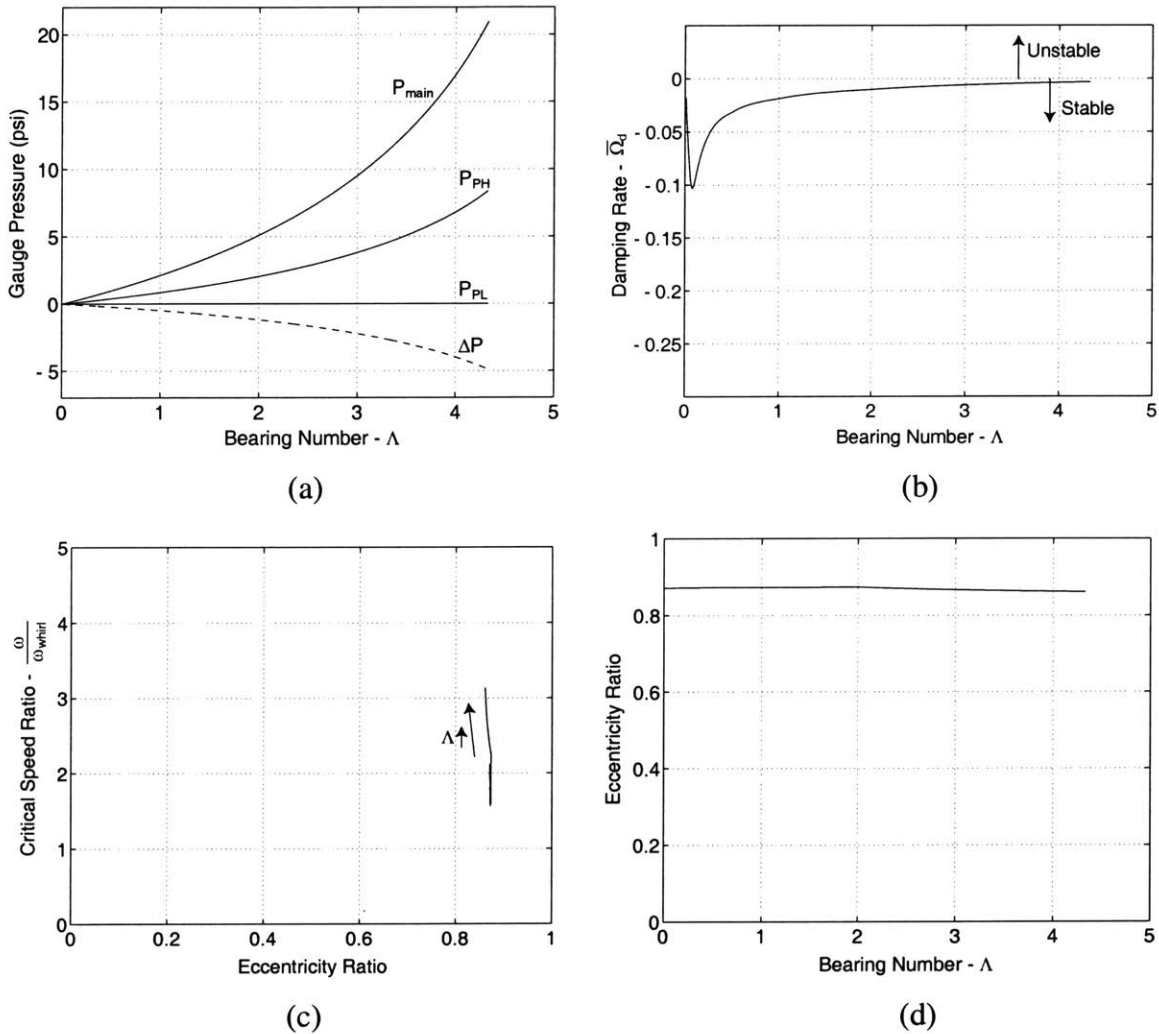 (a)
20
15
10
5
0
- 5
Gauge Pressure (psi)
P_main
P_PH
P_PL
ΔP
0 1 2 3 4 5
Bearing Number - Λ
(b)
0
- 0.05
- 0.1
- 0.15
- 0.2
- 0.25
Damping Rate - Ω̅_d
Unstable
Stable
0 1 2 3 4 5
Bearing Number - Λ
5
4
3
2
1
0
Critical Speed Ratio - ω/ω_whirl
Λ
0 0.2 0.4 0.6 0.8 1
Eccentricity Ratio
(c)
1
0.8
0.6
0.4
0.2
0
Eccentricity Ratio
0 1 2 3 4 5
Bearing Number - Λ
(d)